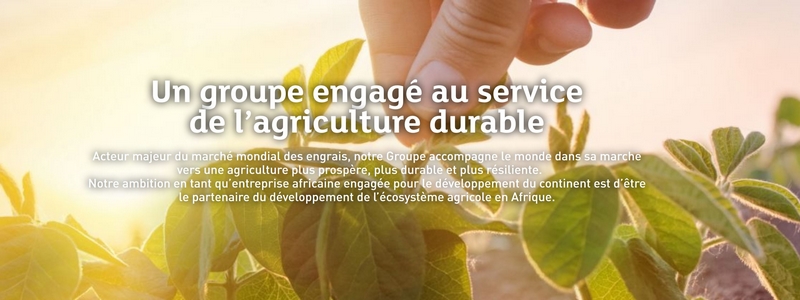 Un groupe engagé au service
de l'agriculture durable
Acteur majeur du marché mondial des engrais, notre Groupe accompagne le monde dans sa marche
vers une agriculture plus prospère, plus durable et plus résiliente.
Notre ambition en tant qu'entreprise africaine engagée pour le développement du continent est d'être
le partenaire du développement de l'écosystème agricole en Afrique.